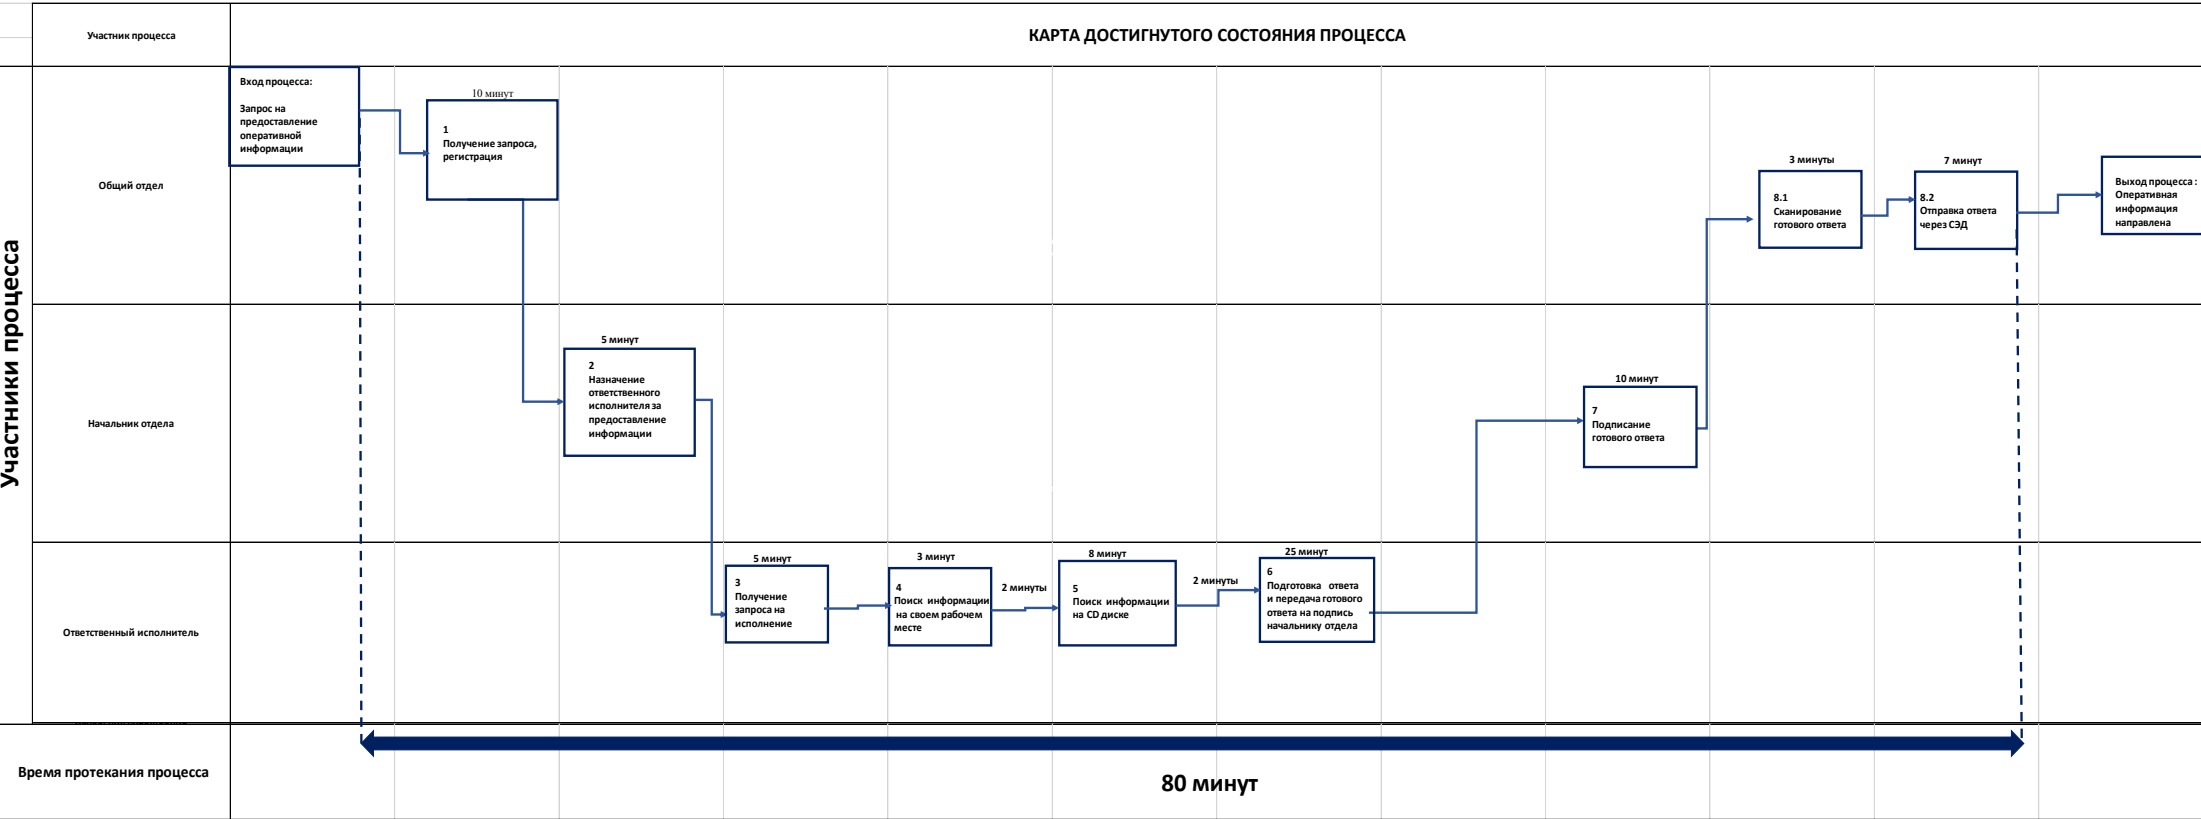 Участник процесса
КАРТА ДОСТИГНУТОГО СОСТОЯНИЯ ПРОЦЕССА
Участники процесса
Общий отдел
Вход процесса:
Запрос на
предоставление
оперативной
информации
10 минут
1
Получение запроса,
регистрация
3 минуты
8.1
Сканирование
готового ответа
7 минут
8.2
Отправка ответа
через СЭД
Выход процесса :
Оперативная
информация
направлена
Начальник отдела
5 минут
2
Назначение
ответственного
исполнителя за
предоставление
информации
10 минут
7
Подписание
готового ответа
Ответственный исполнитель
5 минут
3
Получение
запроса на
исполнение
3 минут
4
Поиск информации
на своем рабочем
месте
2 минуты
8 минут
5
Поиск информации
на CD диске
2 минуты
25 минут
6
Подготовка ответа
и передача готового
ответа на подпись
начальнику отдела
Время протекания процесса
80 минут